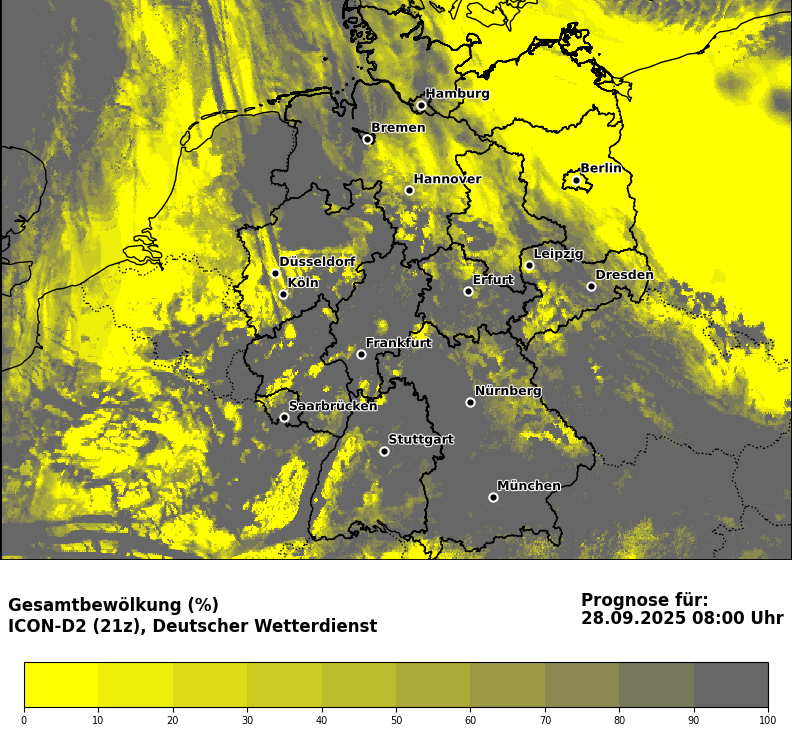 Hamburg
Bremen
Berlin
Hannover
Leipzig
Düsseldorf
Dresden
Köln
Erfurt
Frankfurt
Nürnberg
Saarbrücken
Stuttgart
München
Gesamtbewölkung (%)
ICON-D2 (21z), Deutscher Wetterdienst
Prognose für:
28.09.2025 08:00 Uhr
0 10 20 30 40 50 60 70 80 90 100